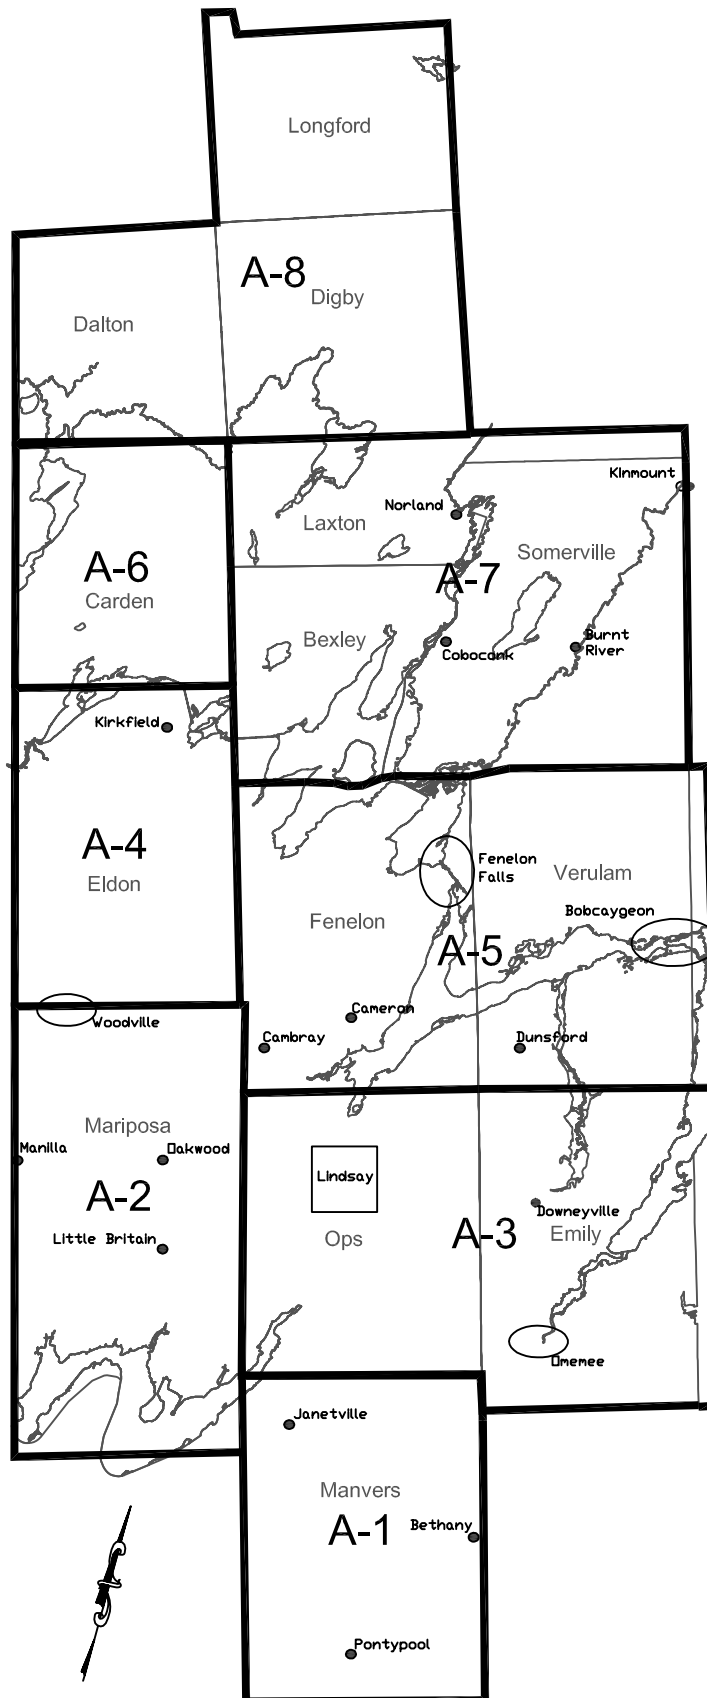 Longford
A-8
Digby
Dalton
Kinmount
Norland
Laxton
Somerville
A-6
A-7
Carden
Bexley
Coboconk
Burnt
River
Kirkfield
A-4
Eldon
Fenelon
Falls
Verulam
Bobcaygeon
Fenelon
A-5
Cameron
Woodville
Cambray
Dunsford
Mariposa
Manilla
Oakwood
Lindsay
A-2
Downeyville
Little Britain
Ops
A-3
Emily
Omemee
Janetville
Manvers
A-1
Bethany
Pontypool